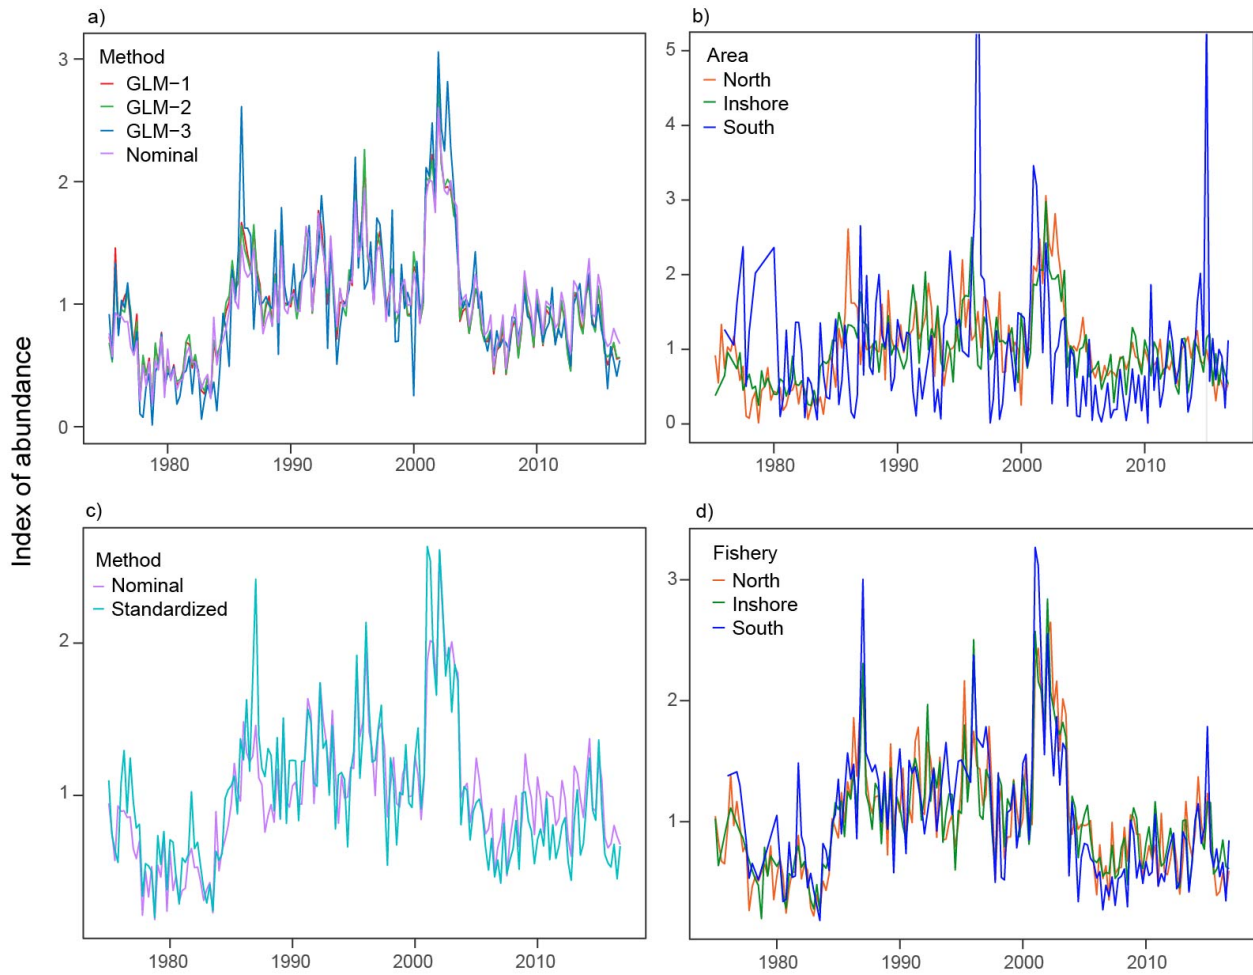 Index of abundance
a)
Method
GLM−1
GLM−2
GLM−3
Nominal
3
2
1
0
1980 1990 2000 2010
b)
Area
North
Inshore
South
5
4
3
2
1
0
1980 1990 2000 2010
c)
Method
Nominal
Standardized
2
1
1980 1990 2000 2010
d)
Fishery
North
Inshore
South
3
2
1
1980 1990 2000 2010